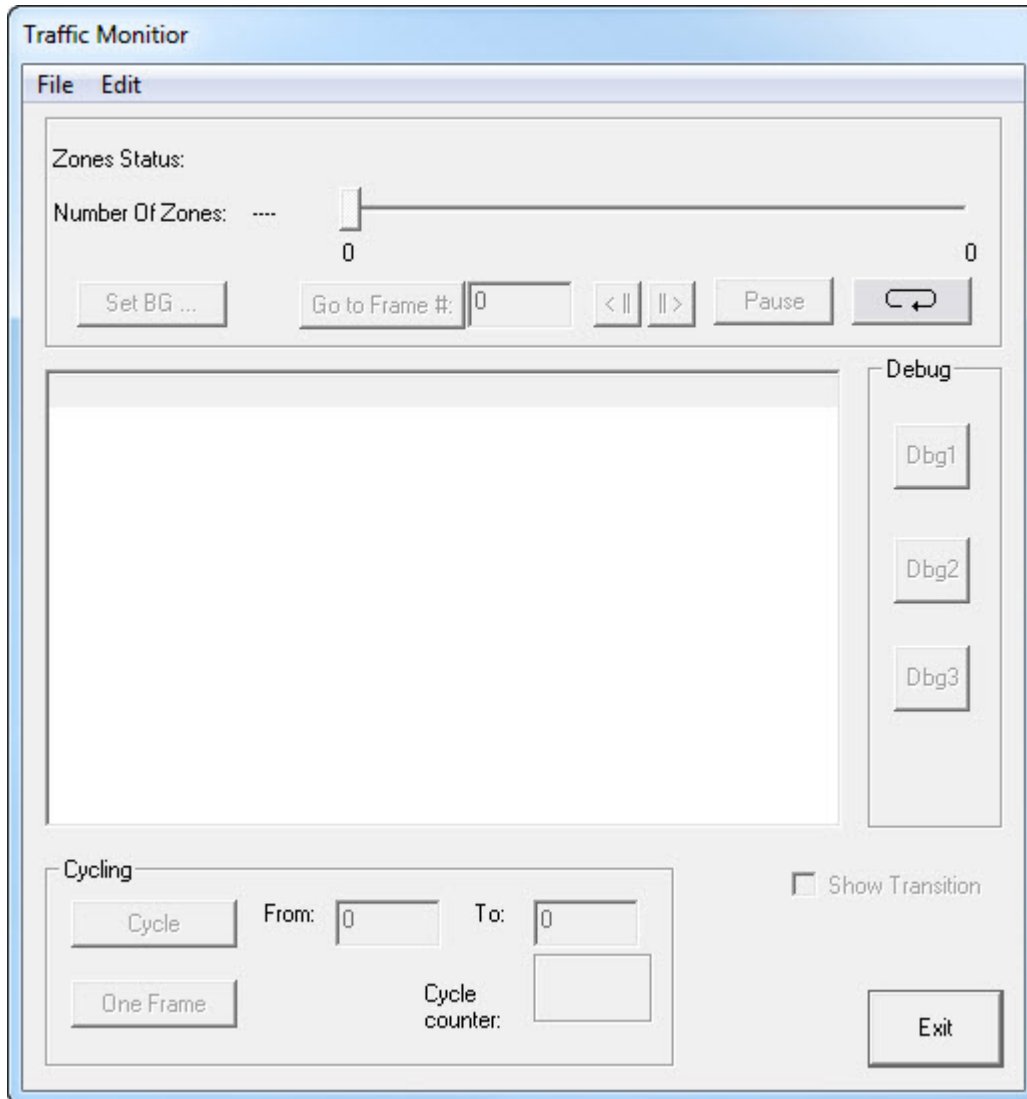 Traffic Monitior
File Edit
Zones Status:
Number Of Zones: ----
0 0
Set BG ... Go to Frame #: 0 < || || > Pause
Debug
Dbg1
Dbg2
Dbg3
Cycling
Show Transition
Cycle From: 0 To: 0
One Frame Cycle
counter:
Exit